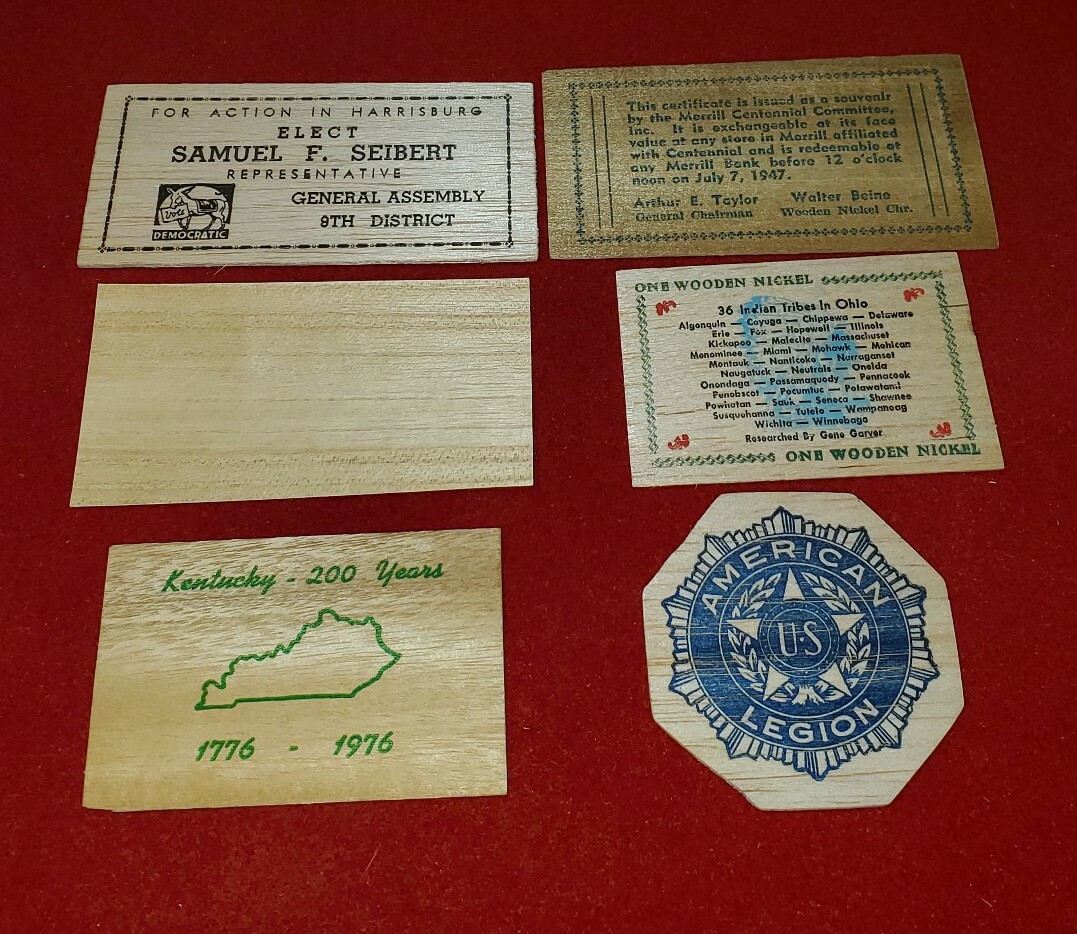 FOR ACTION IN HARRISBURG
ELECT
SAMUEL F. SEIBERT
REPRESENTATIVE
GENERAL ASSEMBLY
9TH DISTRICT
Vote
DEMOCRATIC
This certificate is issued as a souvenir
by the Merrill Centennial Committee,
Inc. It is exchangeable at its face
value at any store in Merrill affiliated
with Centennial and is redeemable at
any Merrill Bank before 12 o'clock
noon on July 7, 1947.
Arthur E. Taylor Walter Beine
General Chairman Wooden Nickel Chr.
ONE WOODEN NICKEL
36 Indian Tribes In Ohio
Algonquin — Cayuga — Chippewa — Delaware
Erie — Fox — Hopewell — Illinois
Kickapoo — Malecite — Massachuset
Menominee — Miami — Mohawk — Mohican
Montauk — Nanticoke — Narraganset
Naugatuck — Neutrals — Oneida
Onondaga — Passamaquody — Pennacook
Penobscot — Pocumtuc — Potawatami
Powhatan — Sauk — Seneca — Shawnee
Susquehanna — Tutelo — Wampanoag
Wichita — Winnebago
Researched By Gene Garver
ONE WOODEN NICKEL
Kentucky - 200 Years
1776 - 1976
AMERICAN
U·S
LEGION